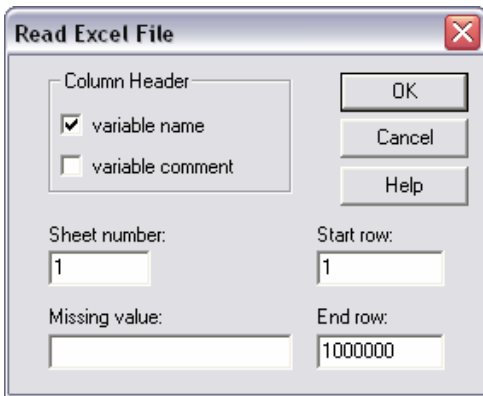 Read Excel File
Column Header
variable name
variable comment
OK
Cancel
Help
Sheet number:
1
Start row:
1
Missing value:
End row:
1000000